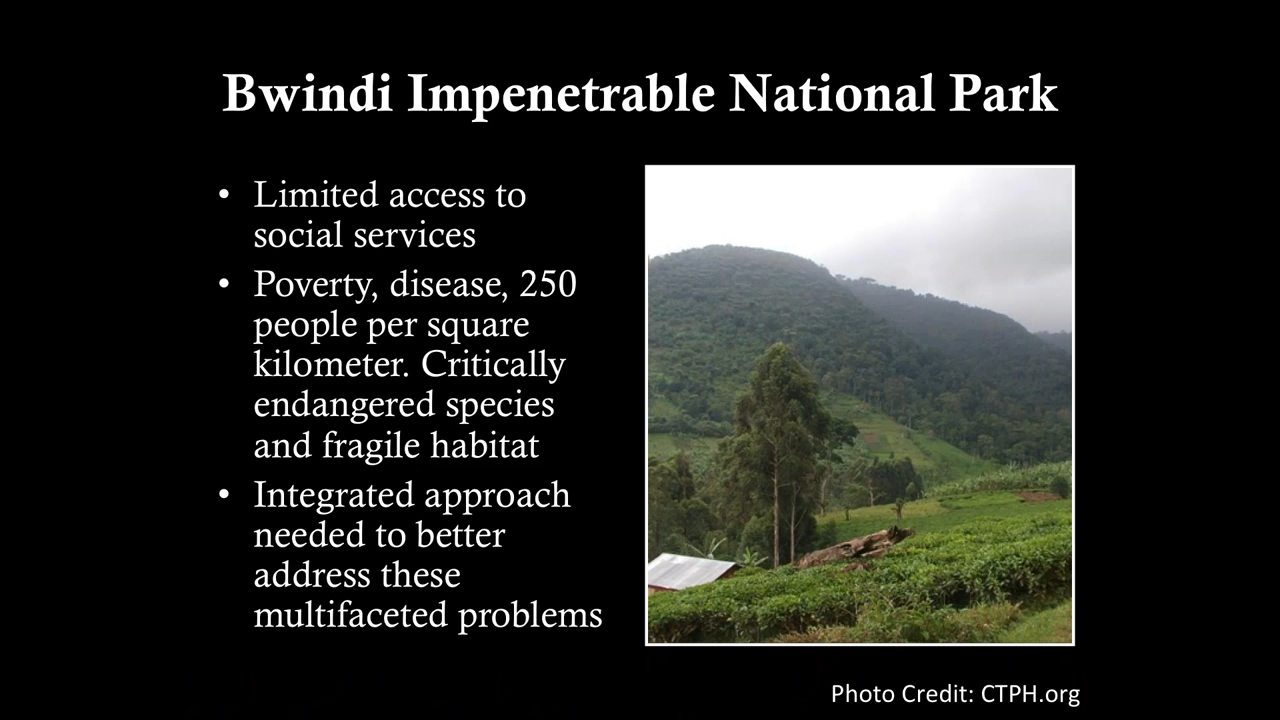 Bwindi Impenetrable National Park
• Limited access to
social services
• Poverty, disease, 250
people per square
kilometer. Critically
endangered species
and fragile habitat
• Integrated approach
needed to better
address these
multifaceted problems
Photo Credit: CTPH.org